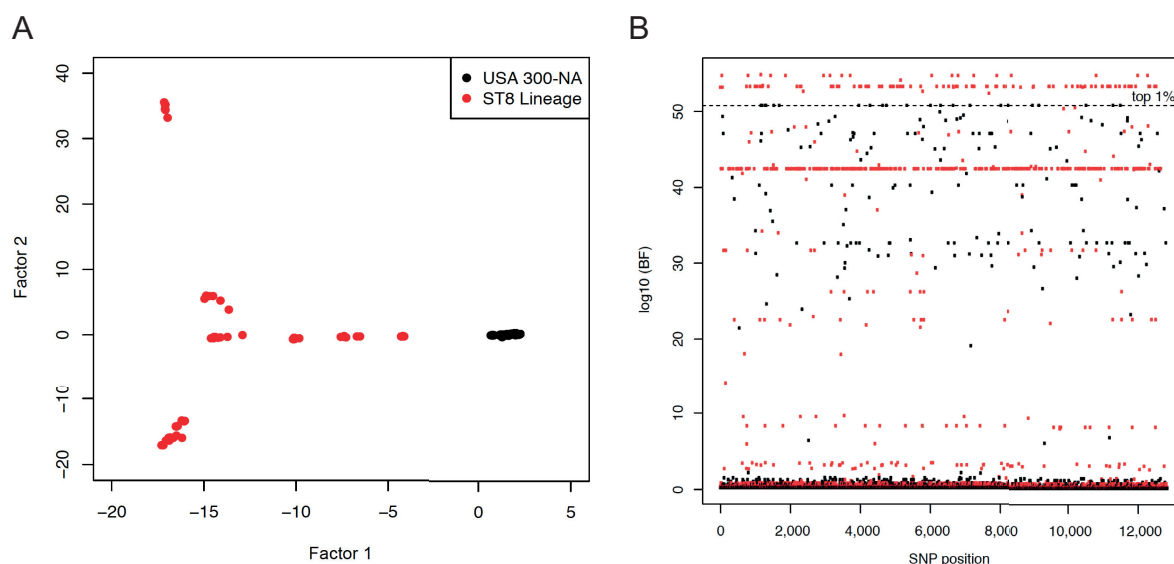 A
B
40
30
20
10
0
−10
−20
Factor 2
USA 300-NA
ST8 Lineage
−20
−15
−10
−5
0
5
Factor 1
50
40
30
20
10
0
log10 (BF)
top 1%
0
2,000
4,000
6,000
8,000
10,000
12,000
SNP position